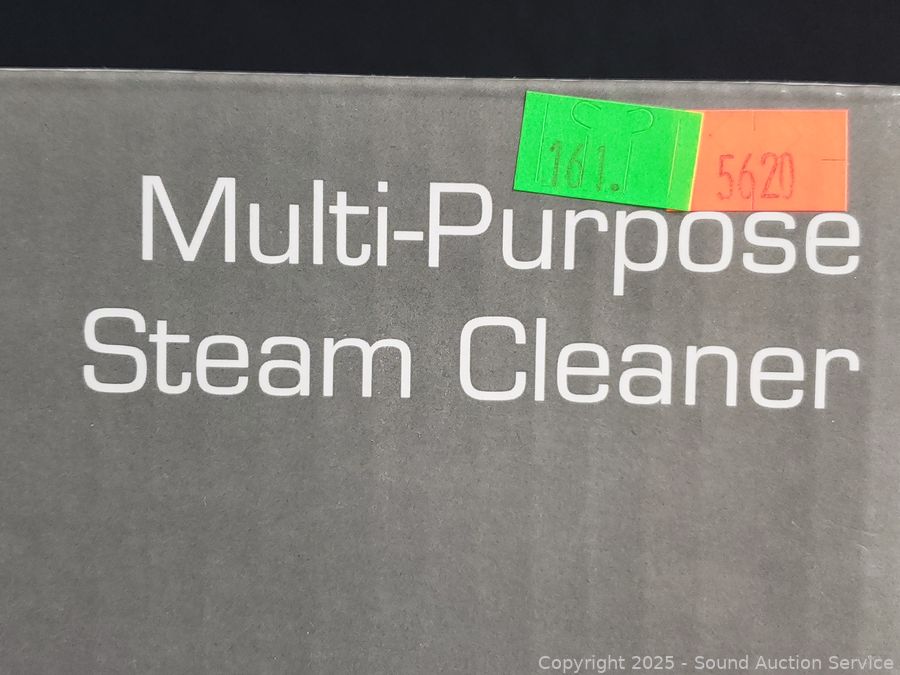 161.
5620
Multi-Purpose
Steam Cleaner
Copyright 2025 - Sound Auction Service